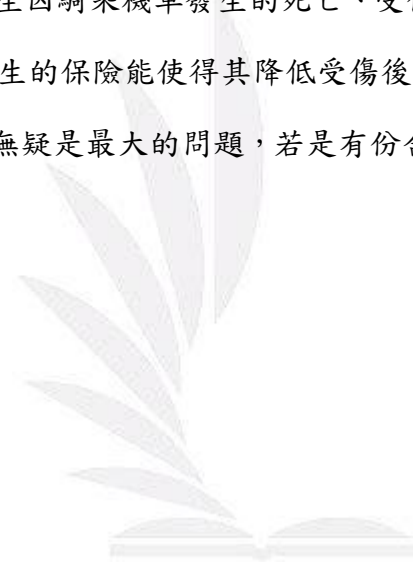 生因騎乘機車發生的死亡、受
生的保險能使得其降低受傷後
無疑是最大的問題，若是有份